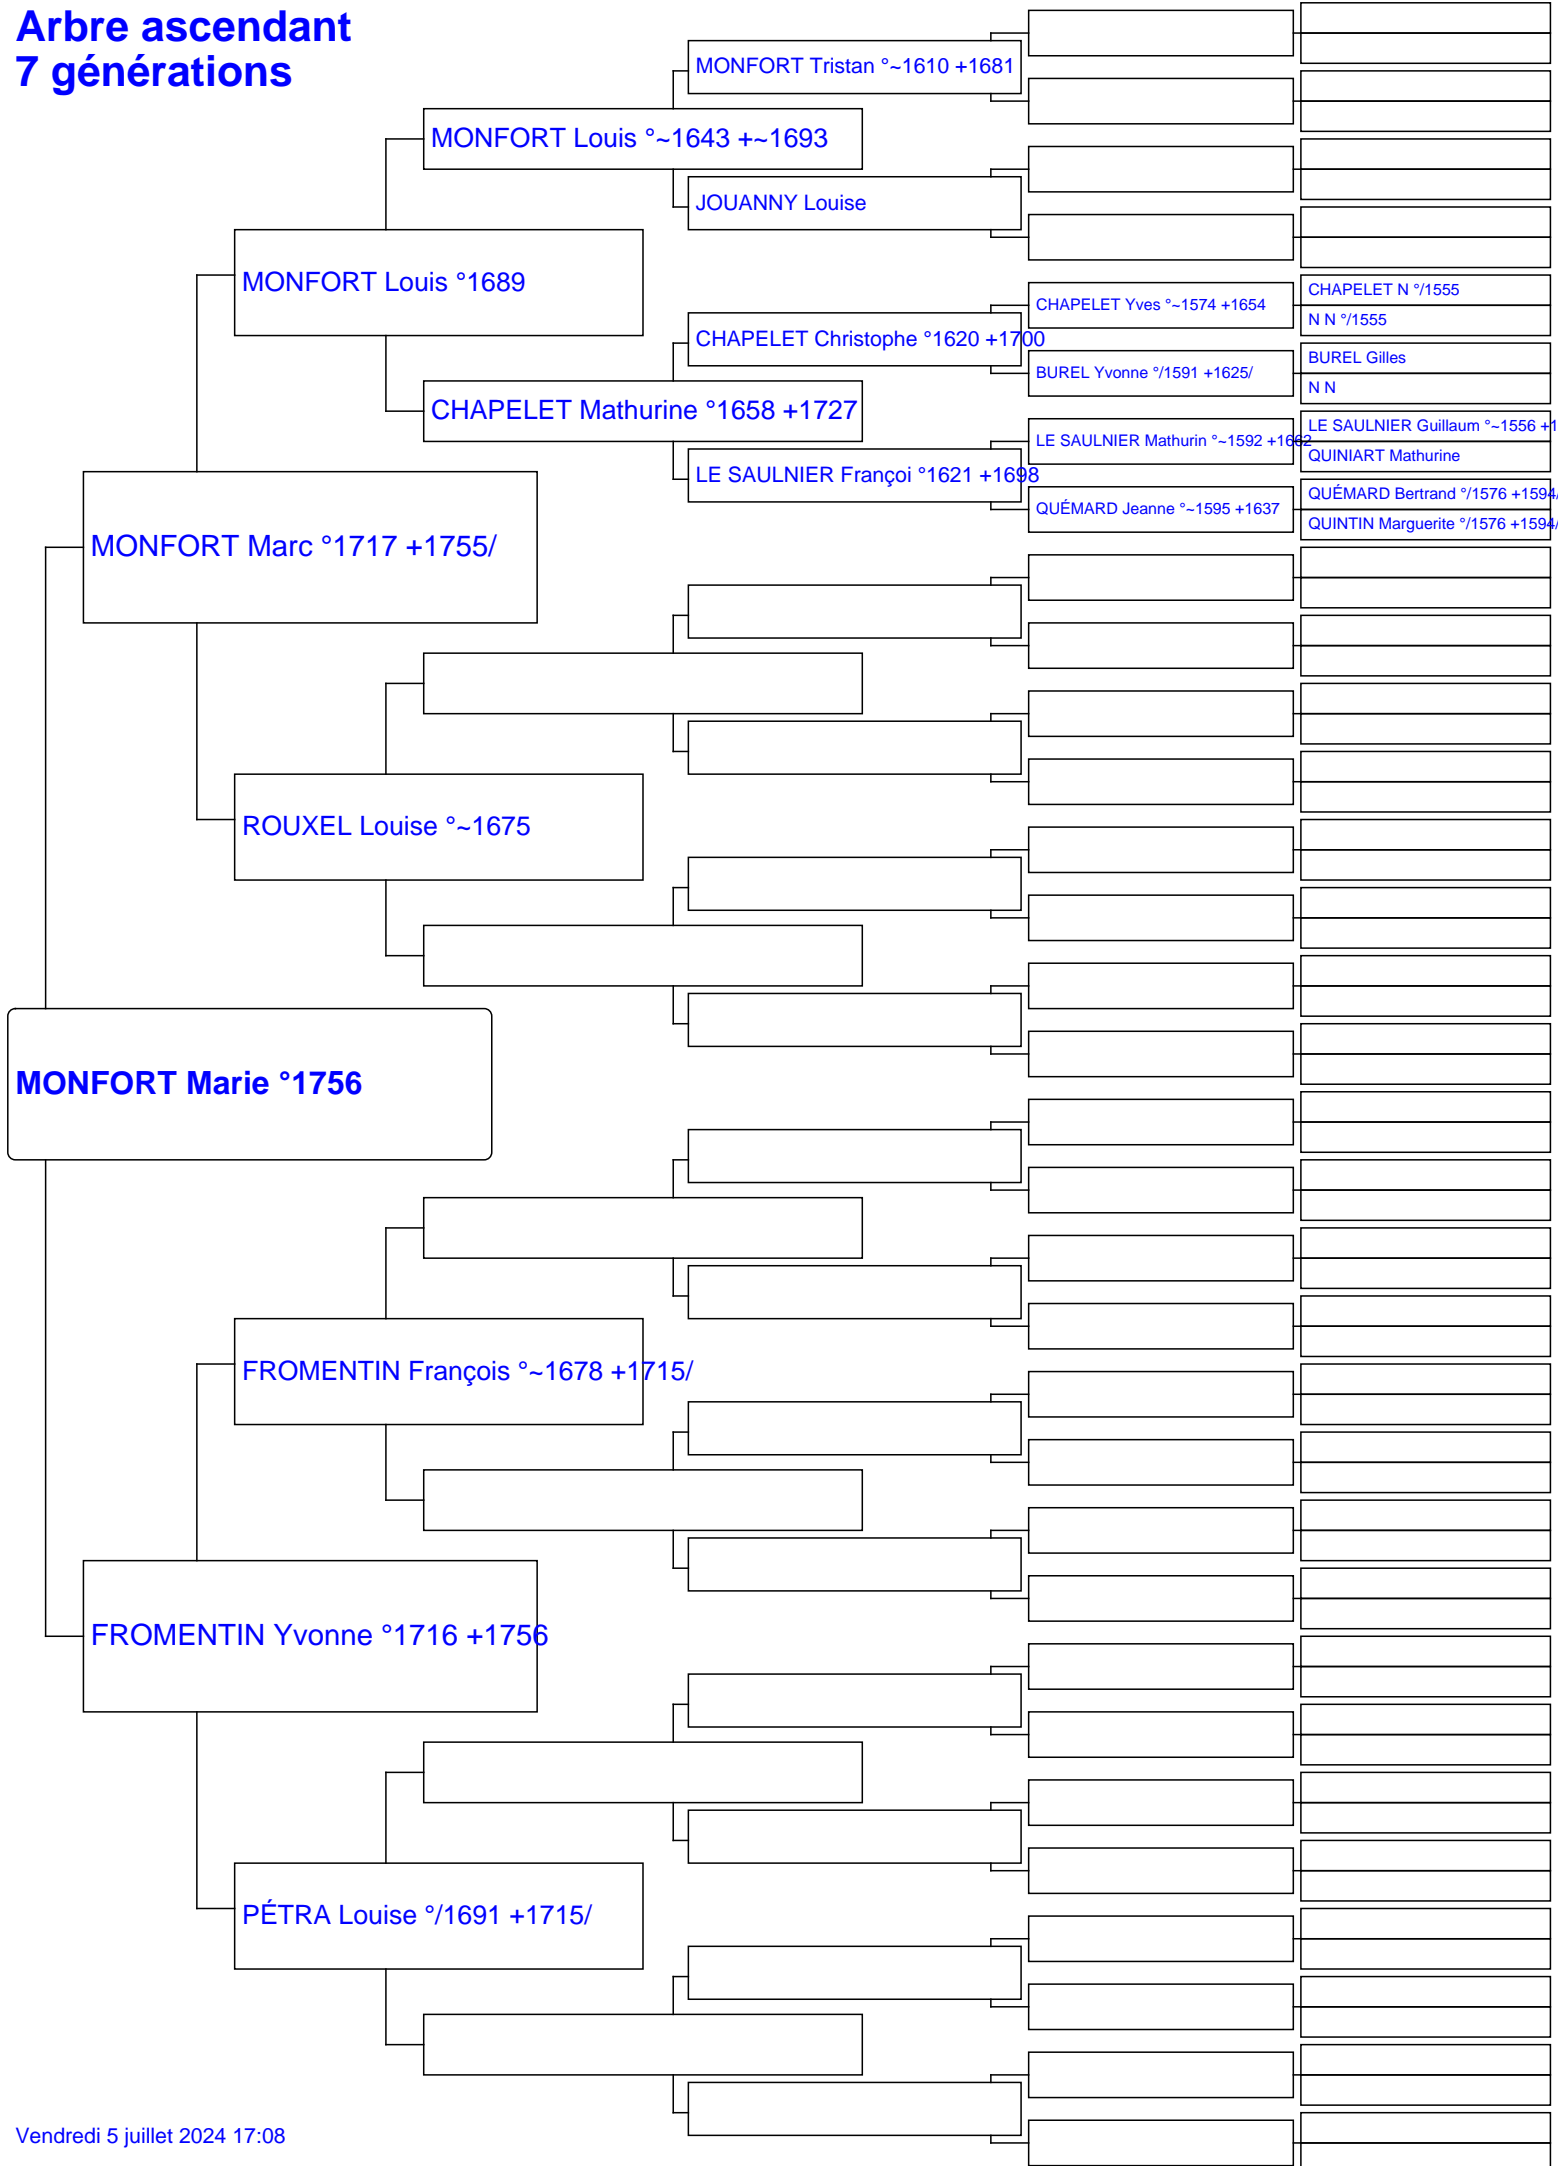 Arbre ascendant
7 générations
MONFORT Tristan °~1610 +1681
MONFORT Louis °~1643 +~1693
JOUANNY Louise
MONFORT Louis °1689
CHAPELET N °/1555
CHAPELET Yves °~1574 +1654
N N °/1555
CHAPELET Christophe °1620 +1700
BUREL Gilles
BUREL Yvonne °/1591 +1625/
N N
CHAPELET Mathurine °1658 +1727
LE SAULNIER Guillaum °~1556 +1
LE SAULNIER Mathurin °~1592 +1662
QUINIART Mathurine
LE SAULNIER Françoi °1621 +1698
QUÉMARD Bertrand °/1576 +1594/
QUÉMARD Jeanne °~1595 +1637
QUINTIN Marguerite °/1576 +1594/
MONFORT Marc °1717 +1755/
ROUXEL Louise °~1675
MONFORT Marie °1756
FROMENTIN François °~1678 +1715/
FROMENTIN Yvonne °1716 +1756
PÉTRA Louise °/1691 +1715/
Vendredi 5 juillet 2024 17:08